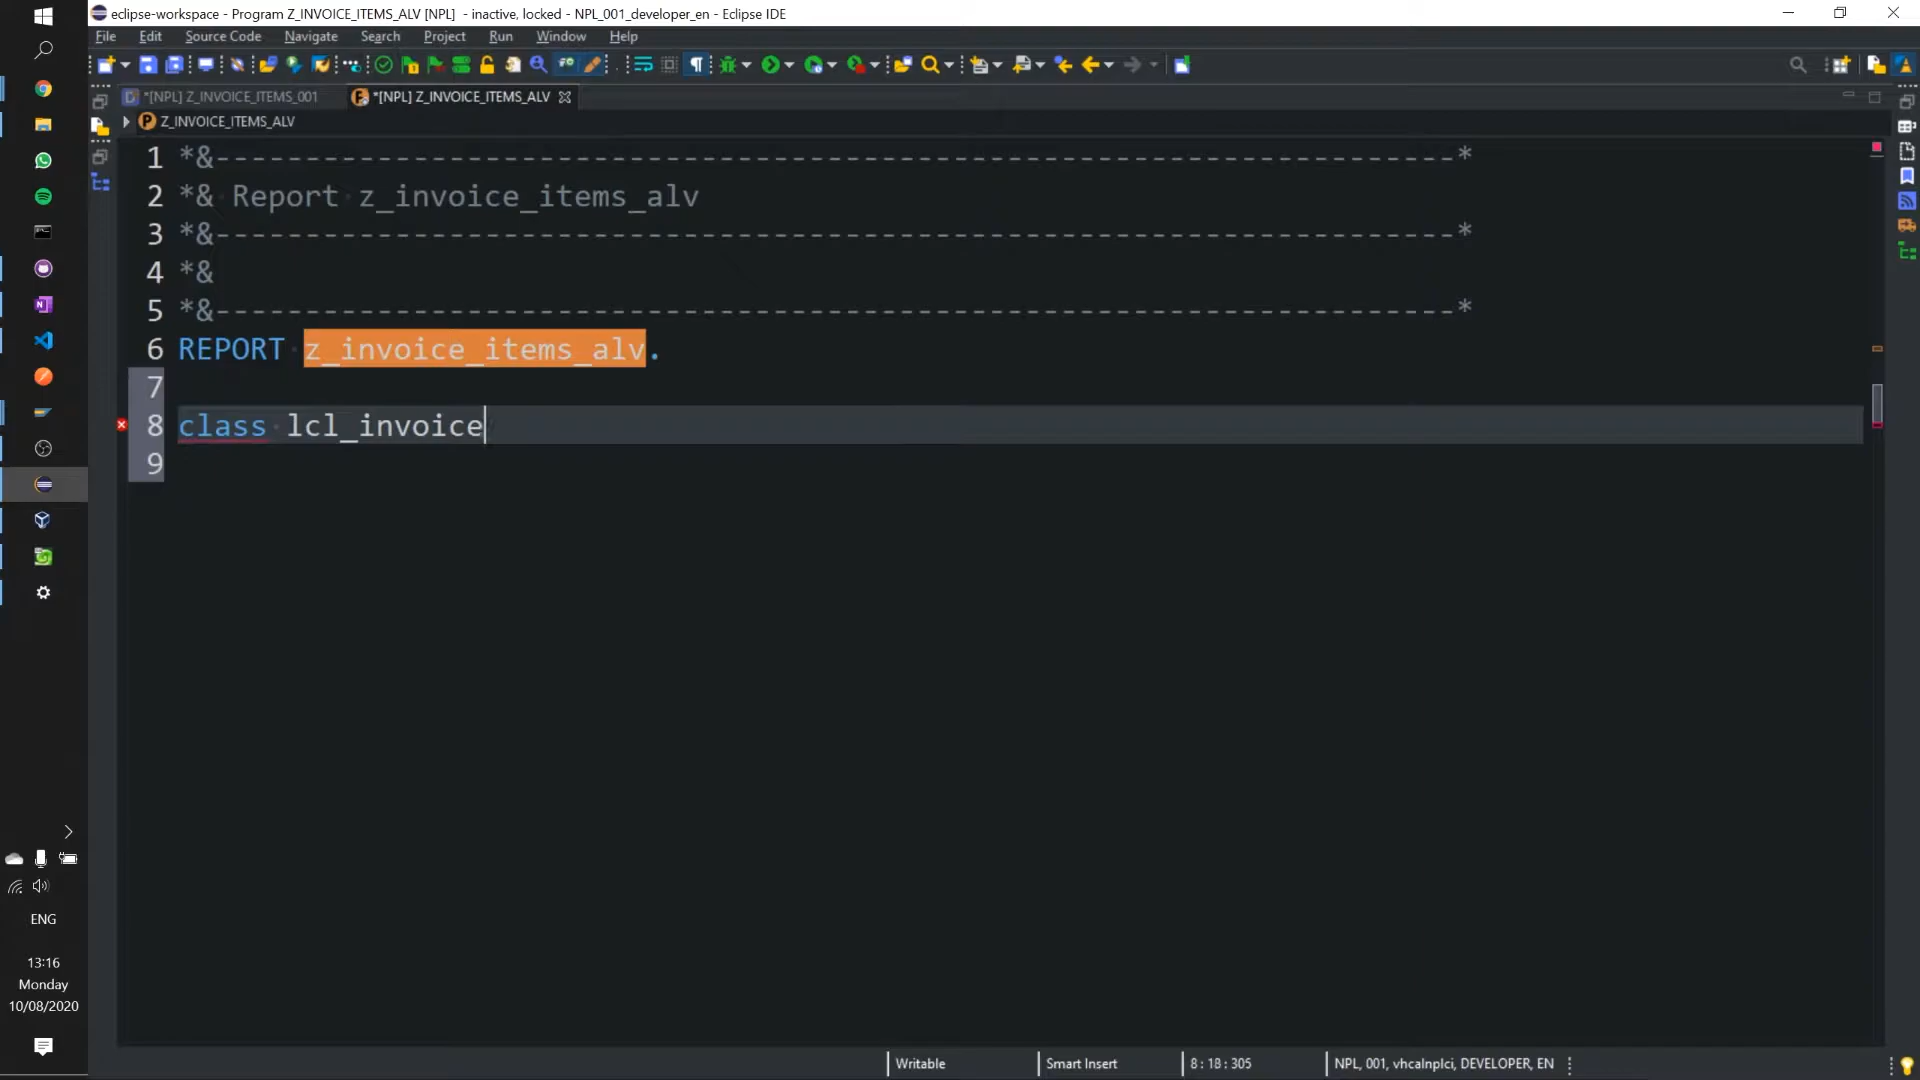 eclipse-workspace - Program Z_INVOICE_ITEMS_ALV [NPL]  - inactive, locked - NPL_001_developer_en - Eclipse IDE
File Edit Source Code Navigate Search Project Run Window Help
*[NPL] Z_INVOICE_ITEMS_001 *[NPL] Z_INVOICE_ITEMS_ALV
Z_INVOICE_ITEMS_ALV
1 *&---------------------------------------------------------------------*
2 *& Report z_invoice_items_alv
3 *&---------------------------------------------------------------------*
4 *&
5 *&---------------------------------------------------------------------*
6 REPORT z_invoice_items_alv.
7
8 class lcl_invoice
9
ENG
13:16
Monday
10/08/2020
Writable Smart Insert 8 : 18 : 305 NPL, 001, vhcalnplci, DEVELOPER, EN